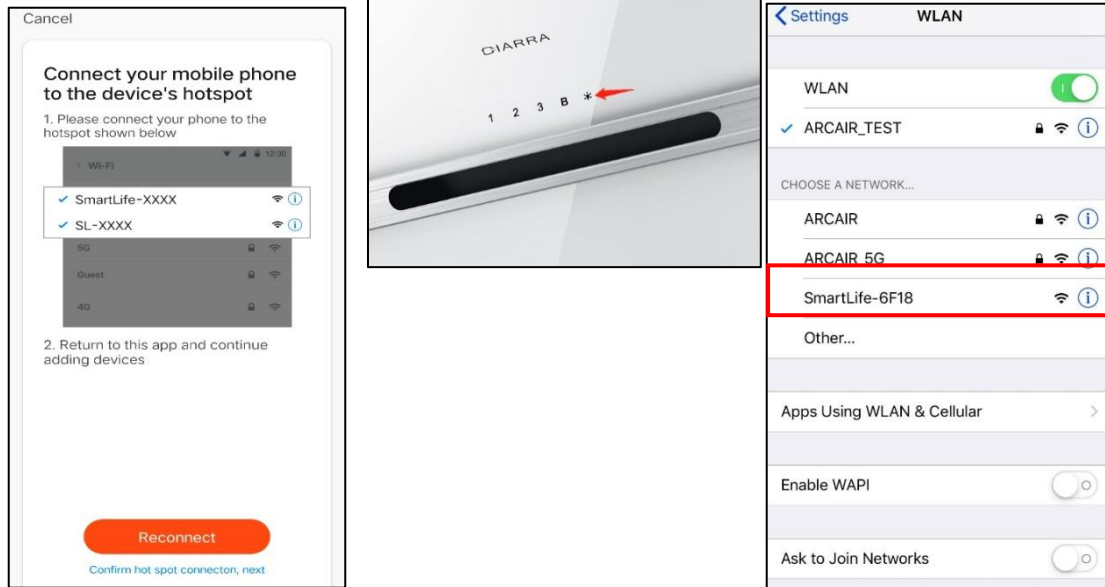 Cancel
Connect your mobile phone
to the device's hotspot
1. Please connect your phone to the
hotspot shown below
12:30
Wi-Fi
SmartLife-XXXX
SL-XXXX
5G
Guest
4G
2. Return to this app and continue
adding devices
Reconnect
Confirm hot spot connecton, next
CIARRA
1 2 3 B *
Settings WLAN
WLAN
ARCAIR_TEST
CHOOSE A NETWORK...
ARCAIR
ARCAIR_5G
SmartLife-6F18
Other...
Apps Using WLAN & Cellular
Enable WAPI
Ask to Join Networks